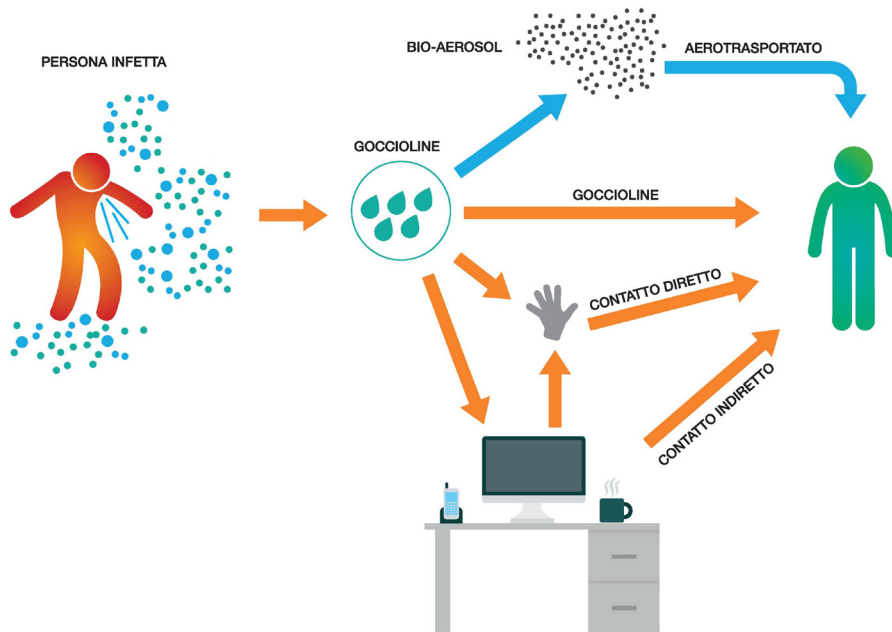 PERSONA INFETTA
BIO-AEROSOL
AEROTRASPORTATO
GOCCIOLINE
GOCCIOLINE
CONTATTO DIRETTO
CONTATTO INDIRETTO